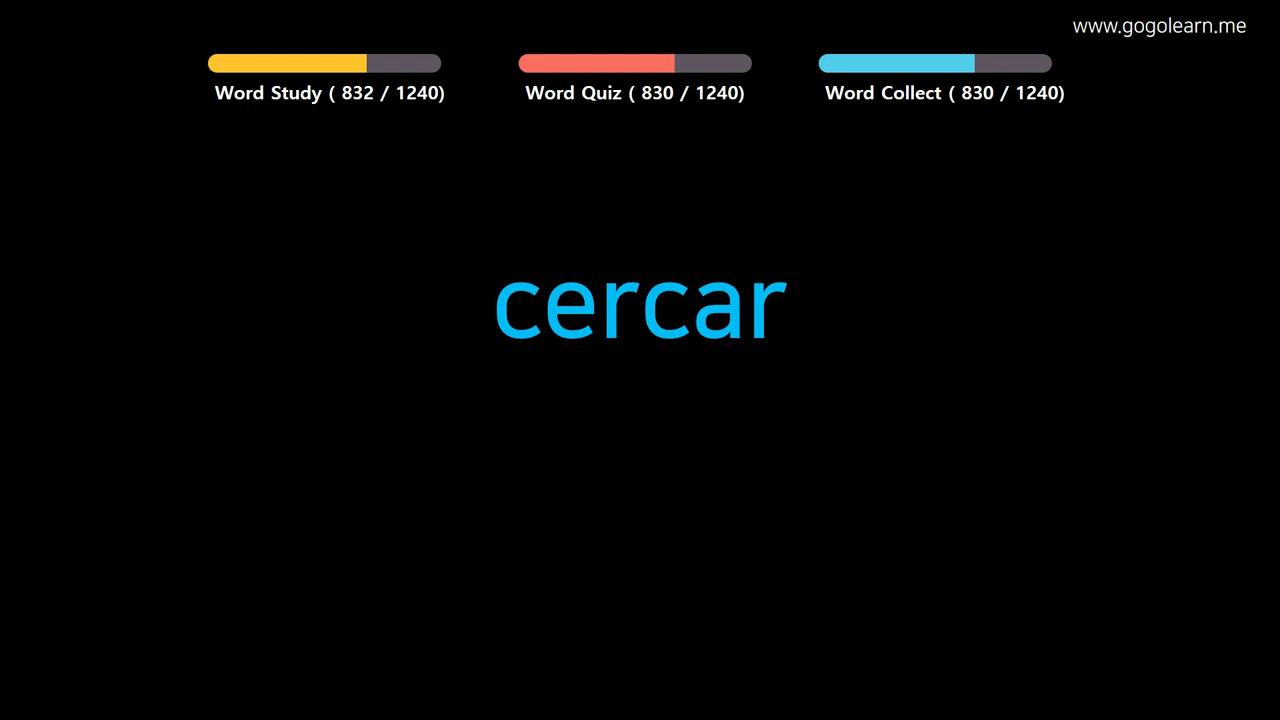 www.gogolearn.me
Word Study ( 832 / 1240)
Word Quiz ( 830 / 1240)
Word Collect ( 830 / 1240)
cercar